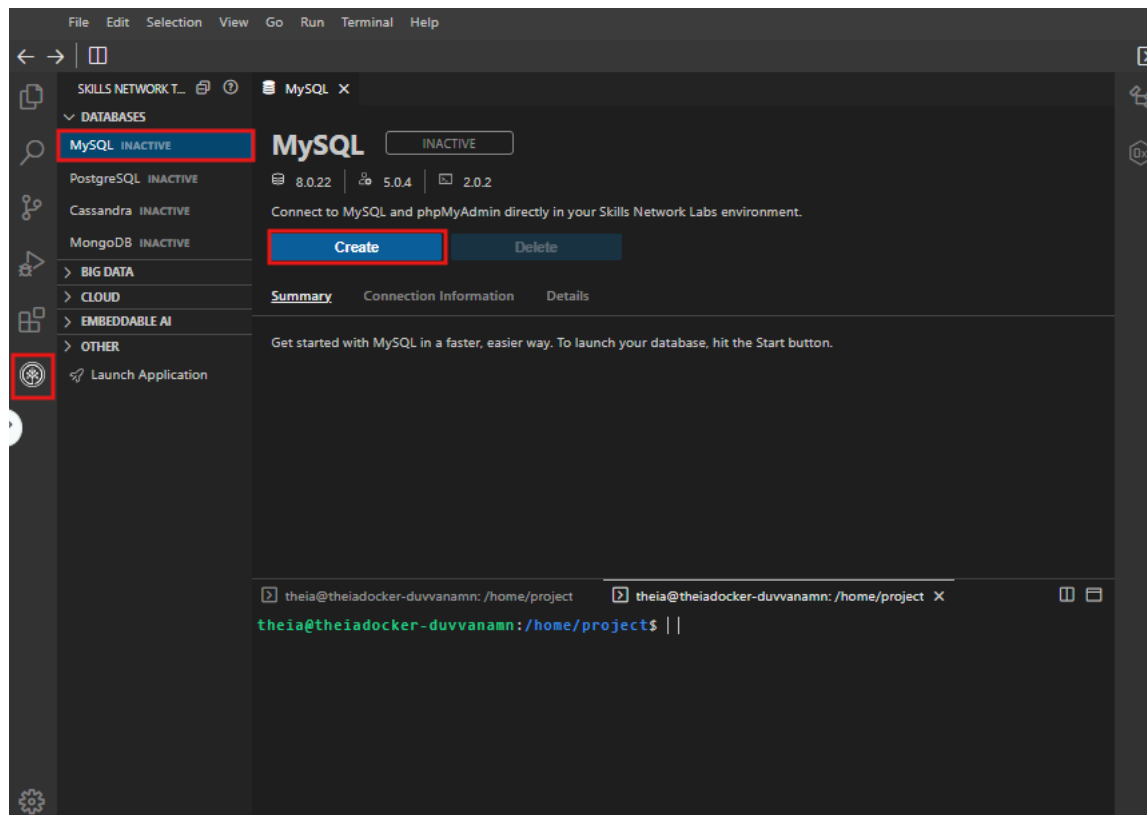 File Edit Selection View Go Run Terminal Help
SKILLS NETWORK T...
MySQL
DATABASES
MySQL INACTIVE
PostgreSQL INACTIVE
Cassandra INACTIVE
MongoDB INACTIVE
BIG DATA
CLOUD
EMBEDDABLE AI
OTHER
Launch Application
MySQL INACTIVE
8.0.22 5.0.4 2.0.2
Connect to MySQL and phpMyAdmin directly in your Skills Network Labs environment.
Create Delete
Summary Connection Information Details
Get started with MySQL in a faster, easier way. To launch your database, hit the Start button.
theia@theiadocker-duvvanamn: /home/project theia@theiadocker-duvvanamn: /home/project
theia@theiadocker-duvvanamn:/home/project$